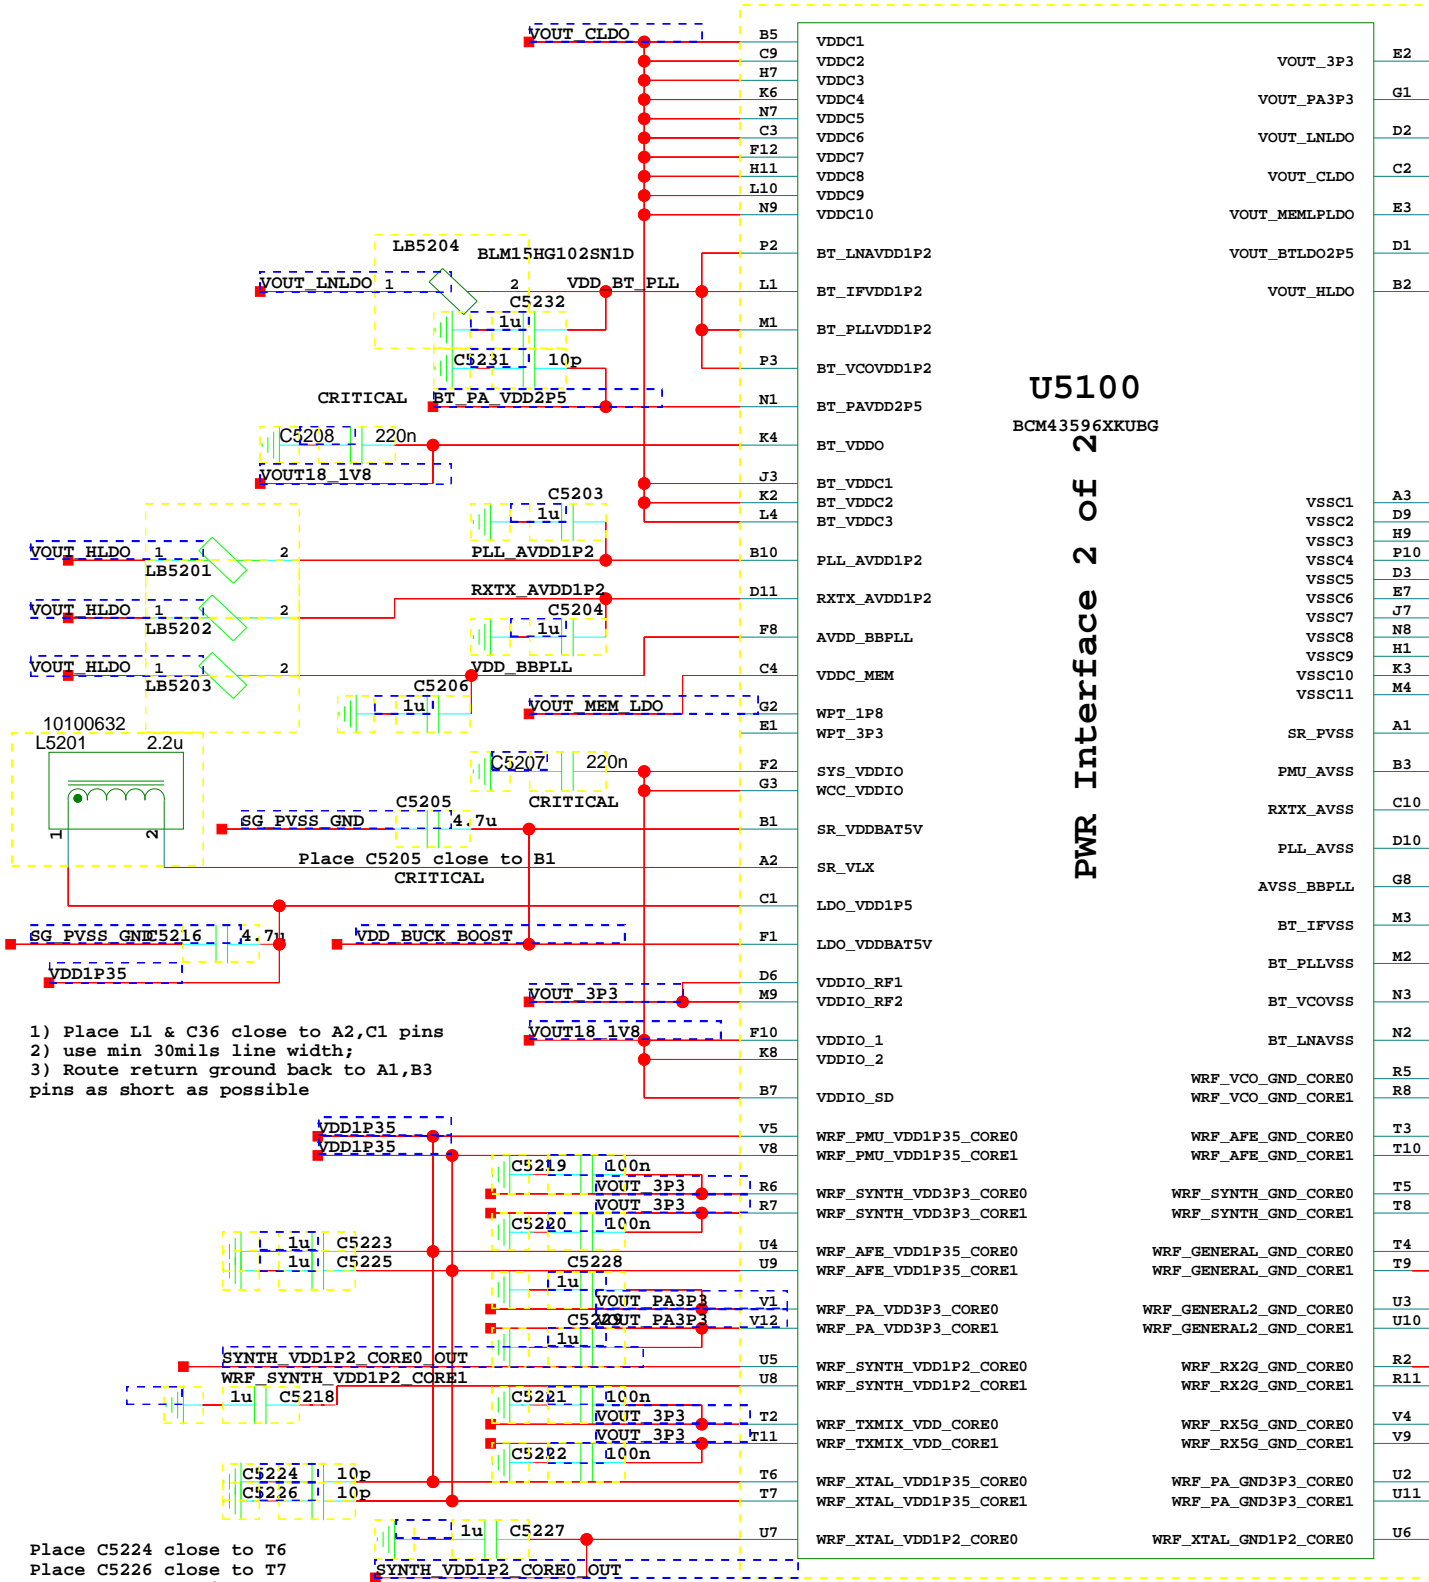 VOUT_CLDO
B5 VDDC1
C9 VDDC2
H7 VDDC3
K6 VDDC4
N7 VDDC5
C3 VDDC6
F12 VDDC7
H11 VDDC8
L10 VDDC9
N9 VDDC10
VOUT_3P3 E2
VOUT_PA3P3 G1
VOUT_LNLDO D2
VOUT_CLDO C2
VOUT_MEMLPLDO E3
VOUT_BTLDO2P5 D1
VOUT_HLDO B2
LB5204 BLM15HG102SN1D
P2 BT_LNAVDD1P2
VOUT_LNLDO 1 2 VDD_BT_PLL L1 BT_IFVDD1P2
C5232
1u M1 BT_PLLVDD1P2
C5231 10p P3 BT_VCOVDD1P2
CRITICAL BT_PA_VDD2P5 N1 BT_PAVDD2P5
U5100
BCM43596XKUBG
PWR Interface 2 of 2
C5208 220n K4 BT_VDDO
VOUT18_1V8
J3 BT_VDDC1
K2 BT_VDDC2
L4 BT_VDDC3
C5203
1u
VOUT_HLDO 1 2 PLL_AVDD1P2 B10 PLL_AVDD1P2
LB5201
VOUT_HLDO 1 2 RXTX_AVDD1P2 D11 RXTX_AVDD1P2
LB5202
C5204
1u F8 AVDD_BBPLL
VOUT_HLDO 1 2 VDD_BBPLL C4 VDDC_MEM
LB5203
C5206
1u VOUT_MEM_LDO G2 WPT_1P8
E1 WPT_3P3
VSSC1 A3
VSSC2 D9
VSSC3 H9
VSSC4 P10
VSSC5 D3
VSSC6 E7
VSSC7 J7
VSSC8 N8
VSSC9 H1
VSSC10 K3
VSSC11 M4
SR_PVSS A1
PMU_AVSS B3
RXTX_AVSS C10
PLL_AVSS D10
AVSS_BBPLL G8
BT_IFVSS M3
BT_PLLVSS M2
BT_VCOVSS N3
BT_LNAVSS N2
10100632
L5201 2.2u
1 2
C5207 220n F2 SYS_VDDIO
CRITICAL G3 WCC_VDDIO
C5205
SG_PVSS_GND 4.7u B1 SR_VDDBAT5V
Place C5205 close to B1 A2 SR_VLX
CRITICAL
C1 LDO_VDD1P5
SG_PVSS_GND C5216 4.7u VDD_BUCK_BOOST F1 LDO_VDDBAT5V
VDD1P35 D6 VDDIO_RF1
VOUT_3P3 M9 VDDIO_RF2
VOUT18_1V8 F10 VDDIO_1
K8 VDDIO_2
B7 VDDIO_SD
1) Place L1 & C36 close to A2,C1 pins
2) use min 30mils line width;
3) Route return ground back to A1,B3
pins as short as possible
WRF_VCO_GND_CORE0 R5
WRF_VCO_GND_CORE1 R8
VDD1P35 V5 WRF_PMU_VDD1P35_CORE0 WRF_AFE_GND_CORE0 T3
VDD1P35 V8 WRF_PMU_VDD1P35_CORE1 WRF_AFE_GND_CORE1 T10
C5219 100n
VOUT_3P3 R6 WRF_SYNTH_VDD3P3_CORE0 WRF_SYNTH_GND_CORE0 T5
VOUT_3P3 R7 WRF_SYNTH_VDD3P3_CORE1 WRF_SYNTH_GND_CORE1 T8
C5220 100n
1u C5223 U4 WRF_AFE_VDD1P35_CORE0 WRF_GENERAL_GND_CORE0 T4
1u C5225 U9 WRF_AFE_VDD1P35_CORE1 WRF_GENERAL_GND_CORE1 T9
C5228
1u
VOUT_PA3P3 V1 WRF_PA_VDD3P3_CORE0 WRF_GENERAL2_GND_CORE0 U3
C5229 VOUT_PA3P3 V12 WRF_PA_VDD3P3_CORE1 WRF_GENERAL2_GND_CORE1 U10
1u
SYNTH_VDD1P2_CORE0_OUT U5 WRF_SYNTH_VDD1P2_CORE0 WRF_RX2G_GND_CORE0 R2
WRF_SYNTH_VDD1P2_CORE1 U8 WRF_SYNTH_VDD1P2_CORE1 WRF_RX2G_GND_CORE1 R11
1u C5218
C5221 100n
VOUT_3P3 T2 WRF_TXMIX_VDD_CORE0 WRF_RX5G_GND_CORE0 V4
VOUT_3P3 T11 WRF_TXMIX_VDD_CORE1 WRF_RX5G_GND_CORE1 V9
C5222 100n
C5224 10p T6 WRF_XTAL_VDD1P35_CORE0 WRF_PA_GND3P3_CORE0 U2
C5226 10p T7 WRF_XTAL_VDD1P35_CORE1 WRF_PA_GND3P3_CORE1 U11
1u C5227 U7 WRF_XTAL_VDD1P2_CORE0 WRF_XTAL_GND1P2_CORE0 U6
Place C5224 close to T6
Place C5226 close to T7
SYNTH_VDD1P2_CORE0_OUT